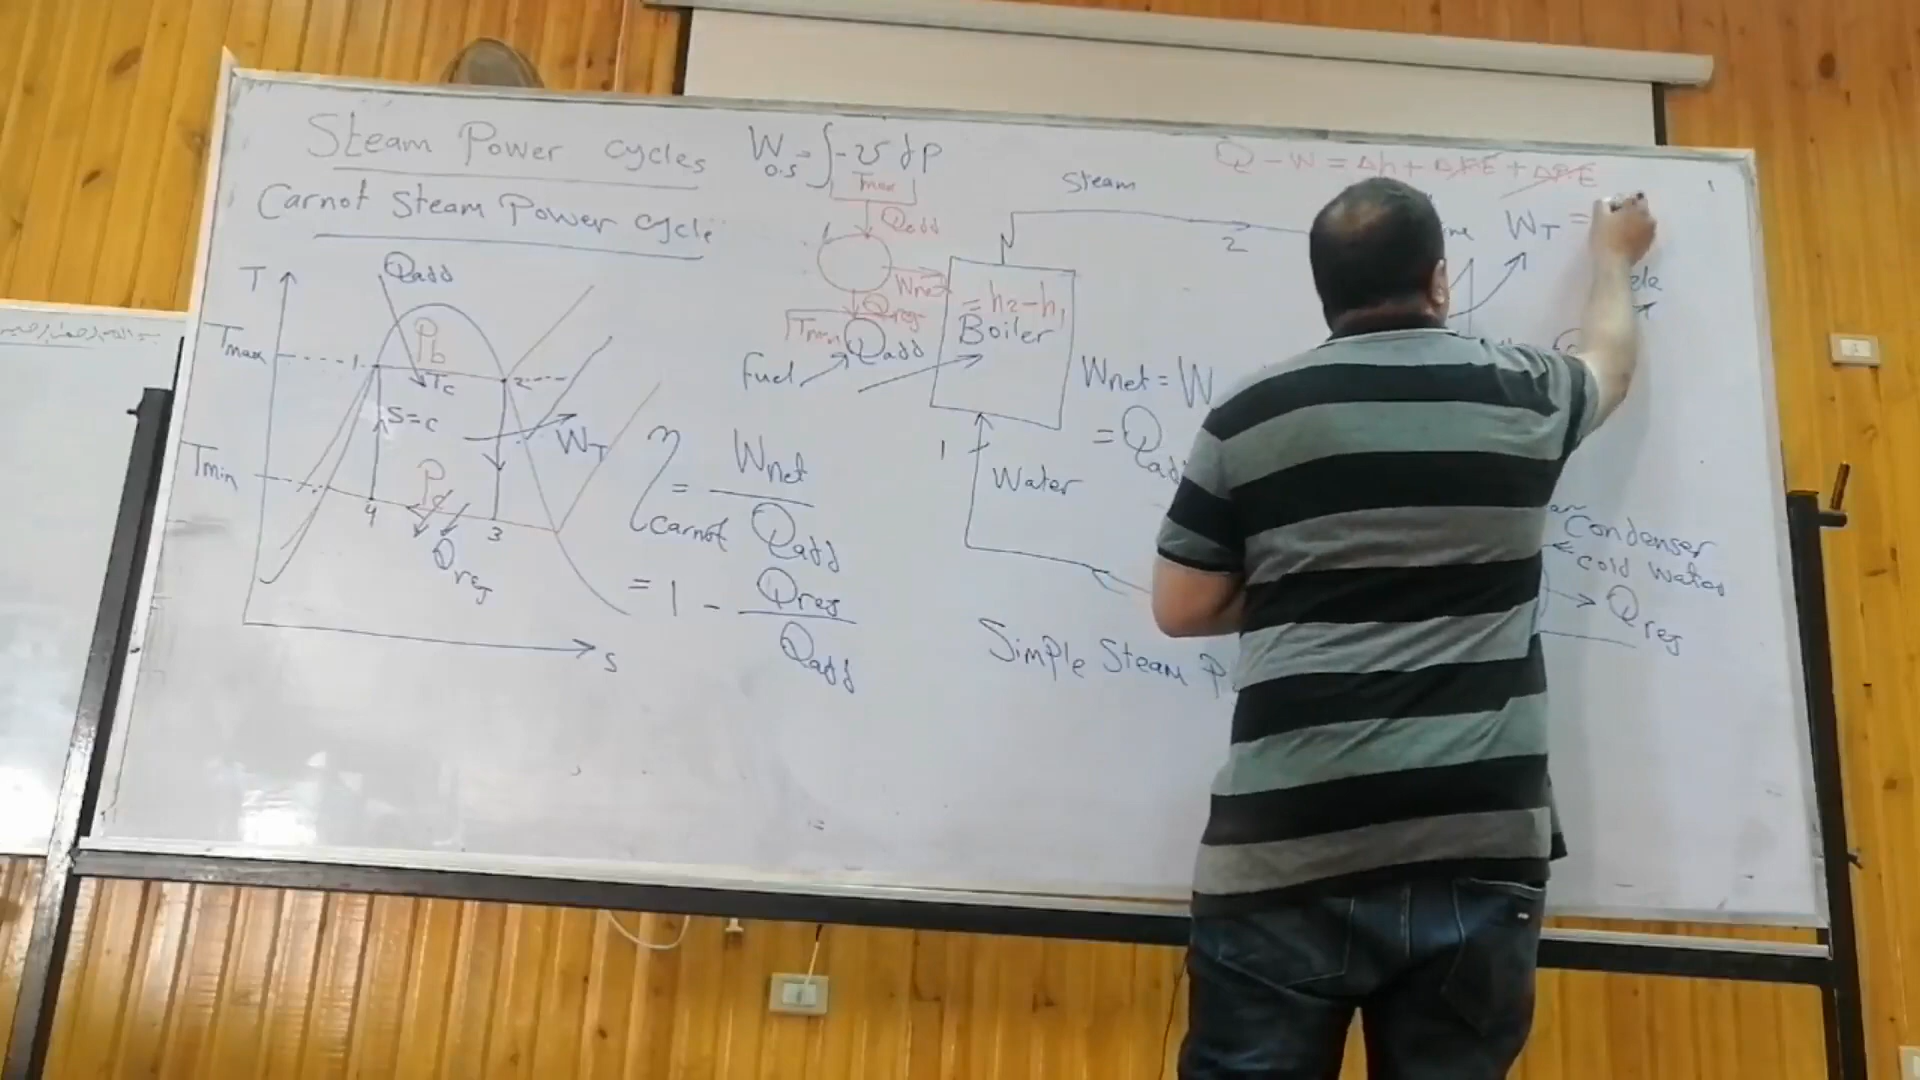 Steam Power cycles
Carnot Steam Power cycle
T
Qadd
Tmax
1
Pb
Tc
2
S=c
WT
Tmin
4
3
Qrej
S
W o.s = ∫-v dp
Tmax
Qadd
Wnet
Qrej
Tmin
η carnot = Wnet / Qadd
= 1 - Qrej / Qadd
Q - W = Δh + ΔKE + ΔPE
Steam
2
WT =
= h2-h1
Boiler
Qadd
fuel
Wnet = W
= Qadd
1
Water
Condenser
cold water
Qrej
Simple Steam